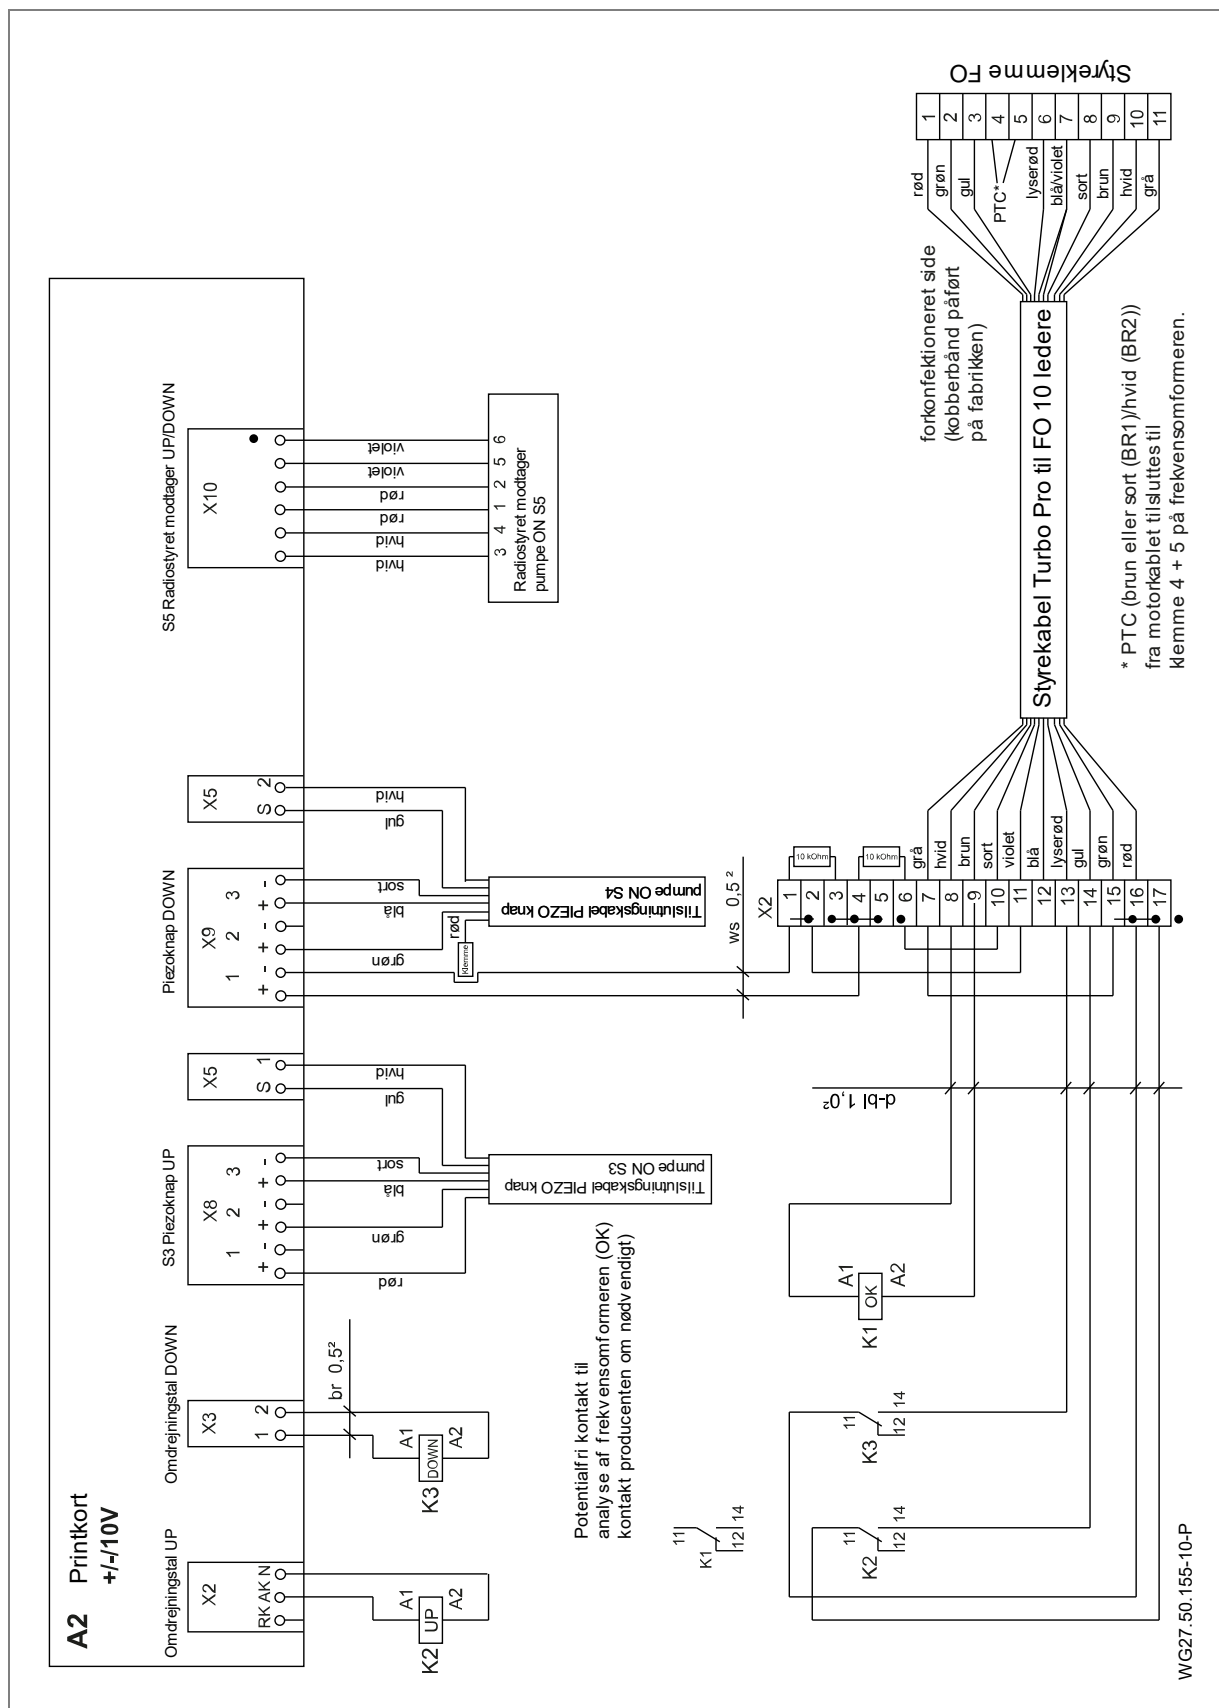 A2 Printkort
+/-/10V
Omdrejningstal UP
X2
RK AK N
K2 UP
A1
A2
Omdrejningstal DOWN
X3
1 2
br 0,5²
K3 DOWN
A1
A2
S3 Piezoknap UP
X8
1 2 3
+ - + - + -
rød
grøn
blå
sort
X5
S 1
gul
hvid
Tilslutningskabel PIEZO knap
pumpe ON S3
Piezoknap DOWN
X9
1 2 3
+ - + - + -
grøn
rød
Klemme
blå
sort
X5
S 2
gul
hvid
Tilslutningskabel PIEZO knap
pumpe ON S4
S5 Radiostyret modtager UP/DOWN
X10
hvid
hvid
rød
rød
violet
violet
3 4 1 2 5 6
Radiostyret modtager
pumpe ON S5
Potentialfri kontakt til
analyse af frekvensomformeren (OK)
kontakt producenten om nødvendigt)
K1
11
12
14
K2
11
12
14
K3
11
12
14
K1 OK
A1
A2
d-bl 1,0²
ws 0,5²
X2
1
2
3
4
5
6
7
8
9
10
11
12
13
14
15
16
17
10 kOhm
10 kOhm
grå
hvid
brun
sort
violet
blå
lyserød
gul
grøn
rød
Styrekabel Turbo Pro til FO 10 ledere
forkonfektioneret side
(kobberbånd påført
på fabrikken)
rød
grøn
gul
PTC*
lyserød
blå/violet
sort
brun
hvid
grå
1
2
3
4
5
6
7
8
9
10
11
Styreklemme FO
* PTC (brun eller sort (BR1)/hvid (BR2))
fra motorkablet tilsluttes til
klemme 4 + 5 på frekvensomformeren.
WG27.50.155-10-P